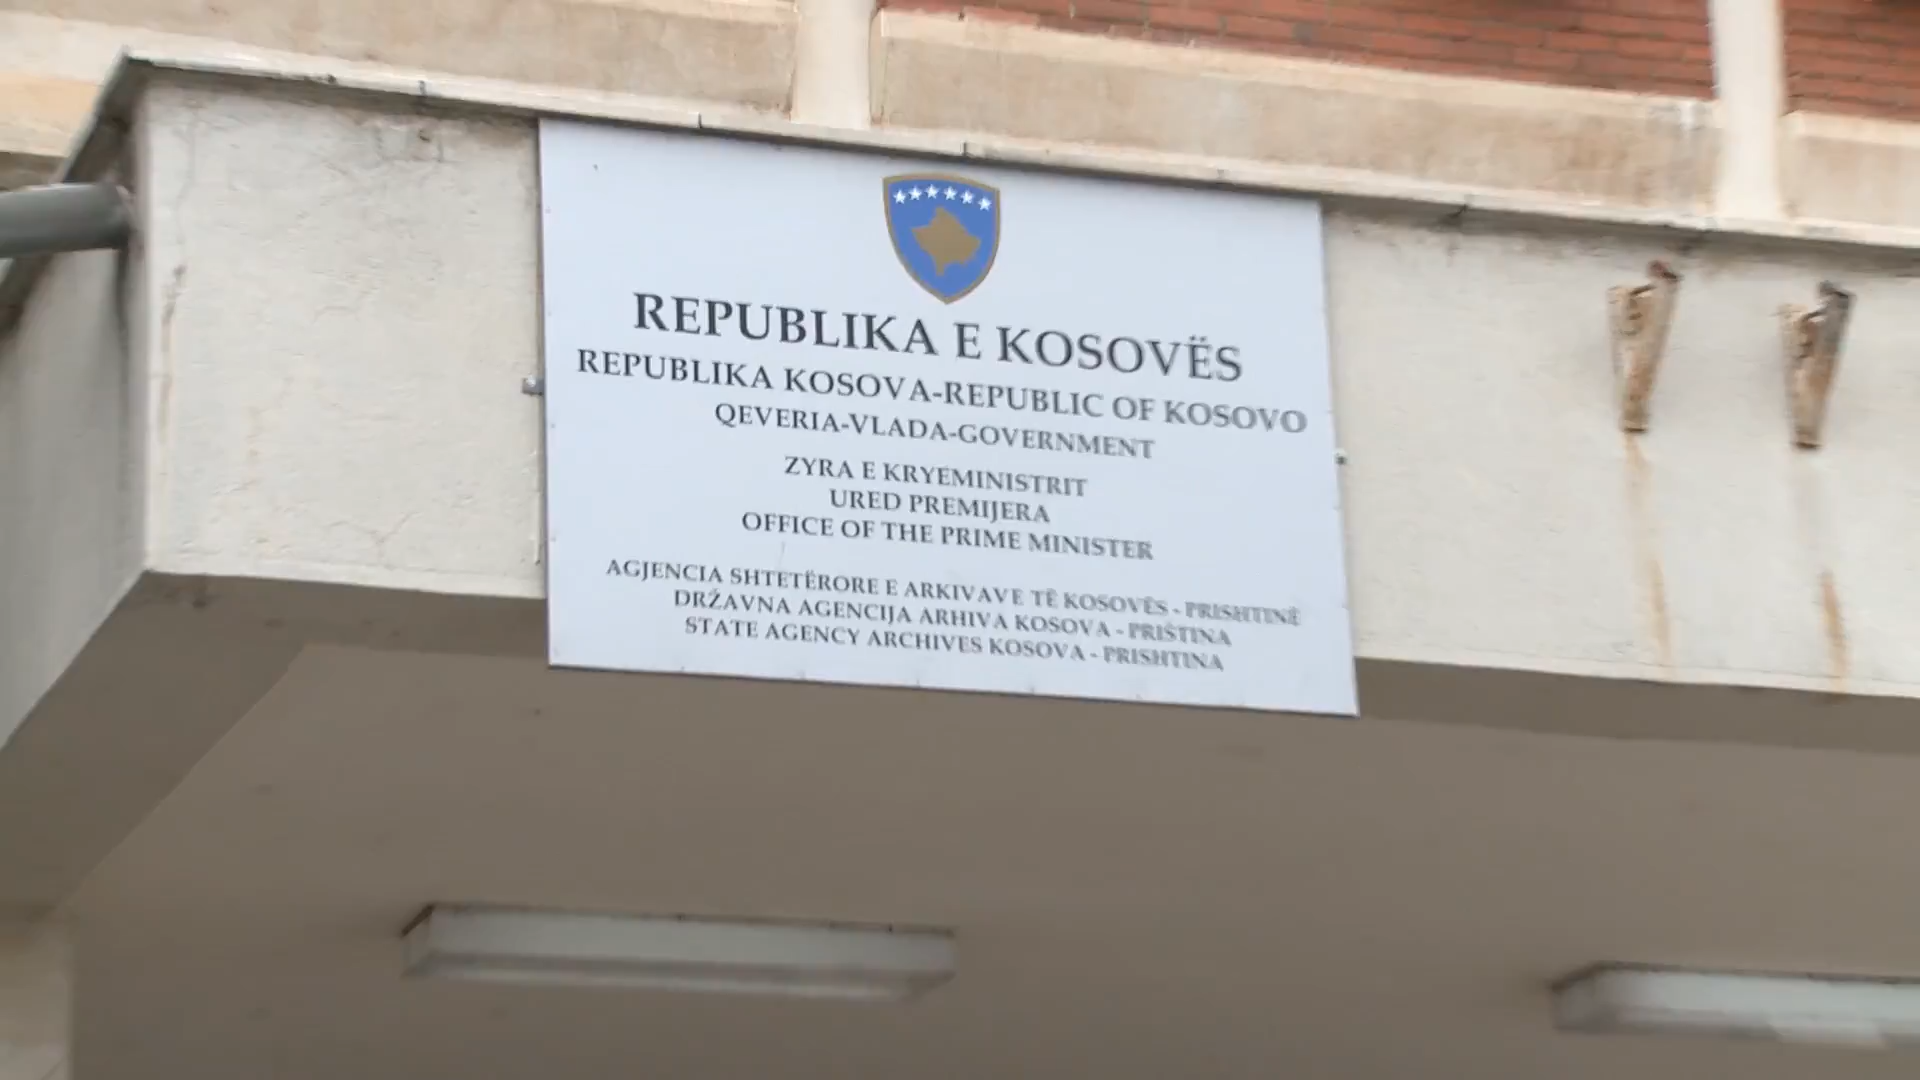 REPUBLIKA E KOSOVËS
REPUBLIKA KOSOVA-REPUBLIC OF KOSOVO
QEVERIA-VLADA-GOVERNMENT
ZYRA E KRYEMINISTRIT
URED PREMIJERA
OFFICE OF THE PRIME MINISTER
AGJENCIA SHTETËRORE E ARKIVAVE TË KOSOVËS - PRISHTINË
DRŽAVNA AGENCIJA ARHIVA KOSOVA - PRIŠTINA
STATE AGENCY ARCHIVES KOSOVA - PRISHTINA